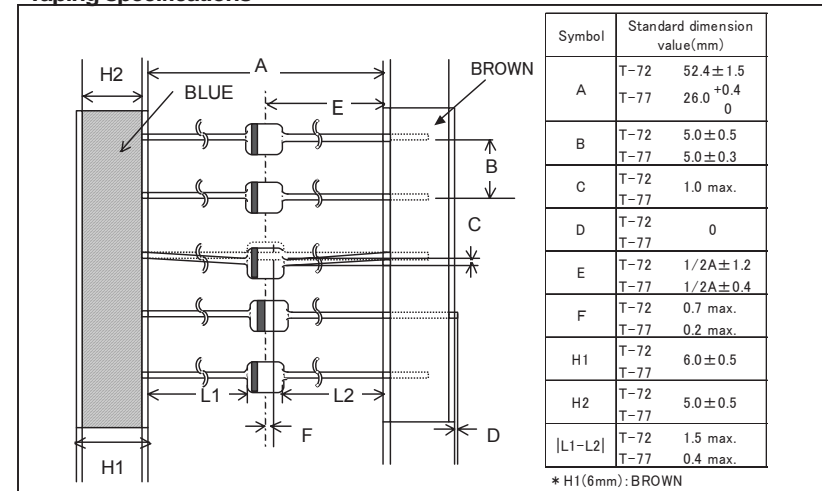 Taping specifications
H2
A
BROWN
BLUE
E
B
C
L1
L2
F
D
H1
Symbol Standard dimension value(mm)
A T-72 52.4±1.5
T-77 26.0 +0.4 0
B T-72 5.0±0.5
T-77 5.0±0.3
C T-72 1.0 max.
T-77
D T-72 0
T-77
E T-72 1/2A±1.2
T-77 1/2A±0.4
F T-72 0.7 max.
T-77 0.2 max.
H1 T-72 6.0±0.5
T-77
H2 T-72 5.0±0.5
T-77
|L1-L2| T-72 1.5 max.
T-77 0.4 max.
* H1(6mm):BROWN